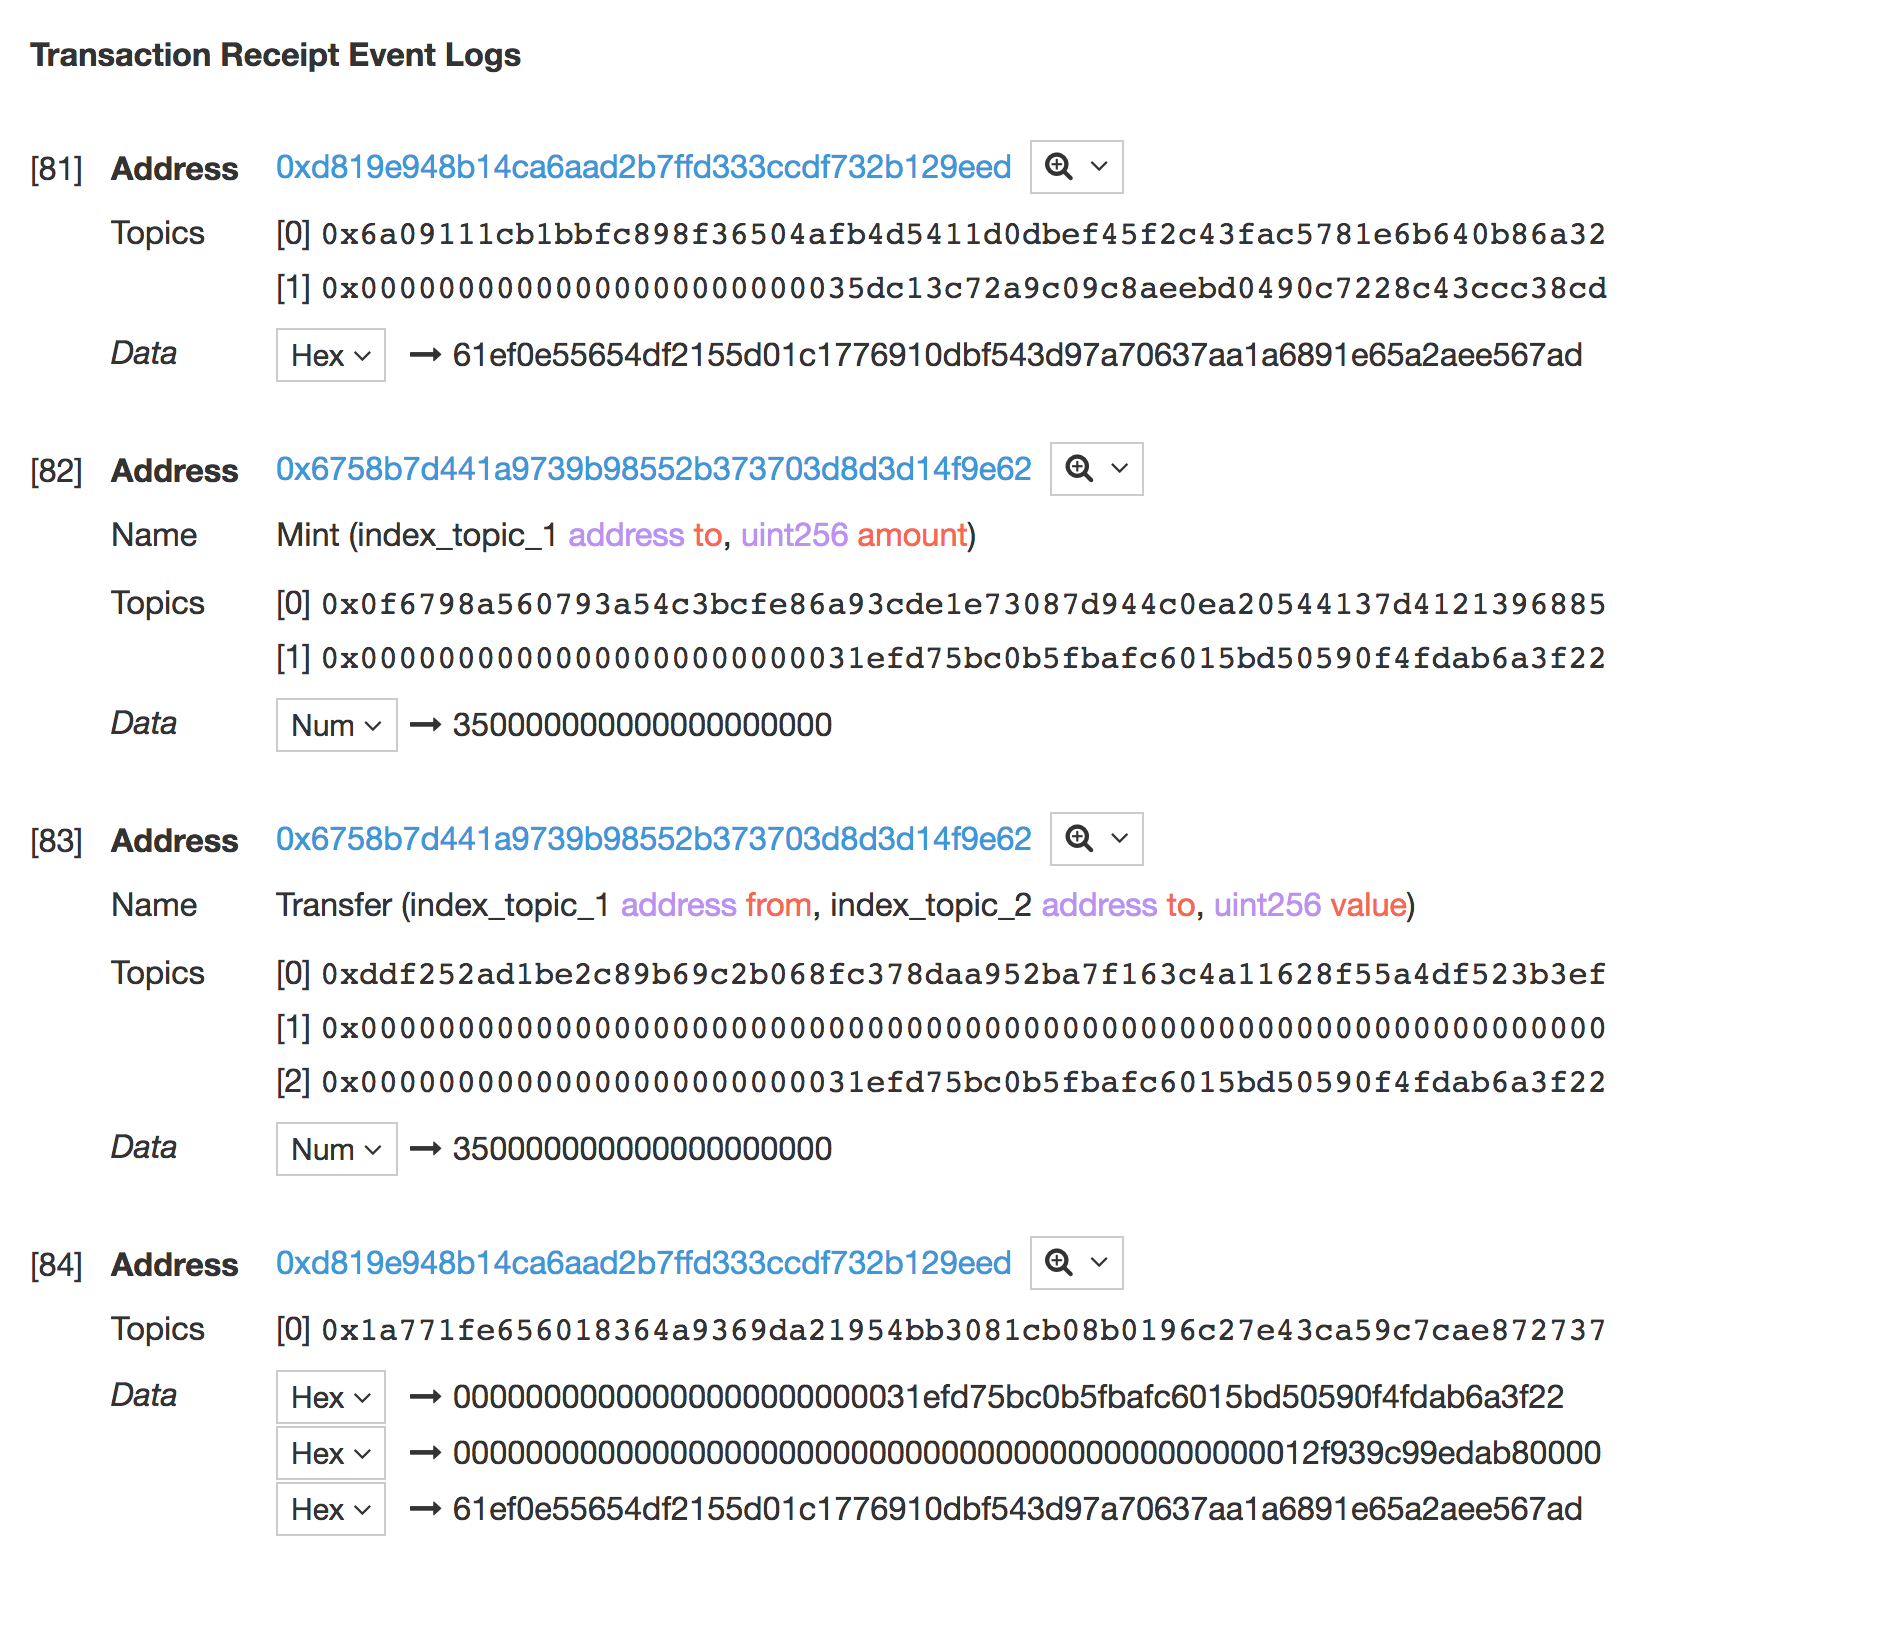 Transaction Receipt Event Logs
[81] Address 0xd819e948b14ca6aad2b7ffd333ccdf732b129eed
Topics [0] 0x6a09111cb1bbfc898f36504afb4d5411d0dbef45f2c43fac5781e6b640b86a32
[1] 0x00000000000000000000000035dc13c72a9c09c8aeebd0490c7228c43ccc38cd
Data Hex → 61ef0e55654df2155d01c1776910dbf543d97a70637aa1a6891e65a2aee567ad
[82] Address 0x6758b7d441a9739b98552b373703d8d3d14f9e62
Name Mint (index_topic_1 address to, uint256 amount)
Topics [0] 0x0f6798a560793a54c3bcfe86a93cde1e73087d944c0ea20544137d4121396885
[1] 0x00000000000000000000000031efd75bc0b5fbafc6015bd50590f4fdab6a3f22
Data Num → 350000000000000000000
[83] Address 0x6758b7d441a9739b98552b373703d8d3d14f9e62
Name Transfer (index_topic_1 address from, index_topic_2 address to, uint256 value)
Topics [0] 0xddf252ad1be2c89b69c2b068fc378daa952ba7f163c4a11628f55a4df523b3ef
[1] 0x0000000000000000000000000000000000000000000000000000000000000000
[2] 0x00000000000000000000000031efd75bc0b5fbafc6015bd50590f4fdab6a3f22
Data Num → 350000000000000000000
[84] Address 0xd819e948b14ca6aad2b7ffd333ccdf732b129eed
Topics [0] 0x1a771fe656018364a9369da21954bb3081cb08b0196c27e43ca59c7cae872737
Data Hex → 00000000000000000000000031efd75bc0b5fbafc6015bd50590f4fdab6a3f22
Hex → 000000000000000000000000000000000000000000000012f939c99edab80000
Hex → 61ef0e55654df2155d01c1776910dbf543d97a70637aa1a6891e65a2aee567ad